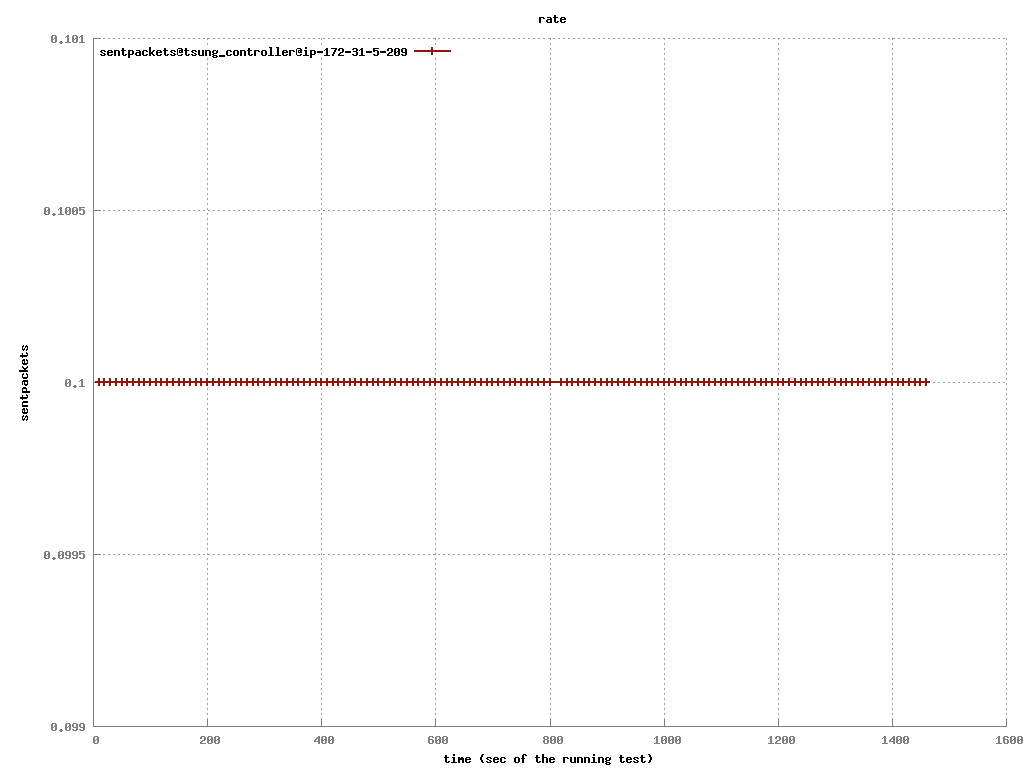 rate
0.101
sentpackets@tsung_controller@ip-172-31-5-209
0.1005
sentpackets
0.1
0.0995
0.099
0 200 400 600 800 1000 1200 1400 1600
time (sec of the running test)